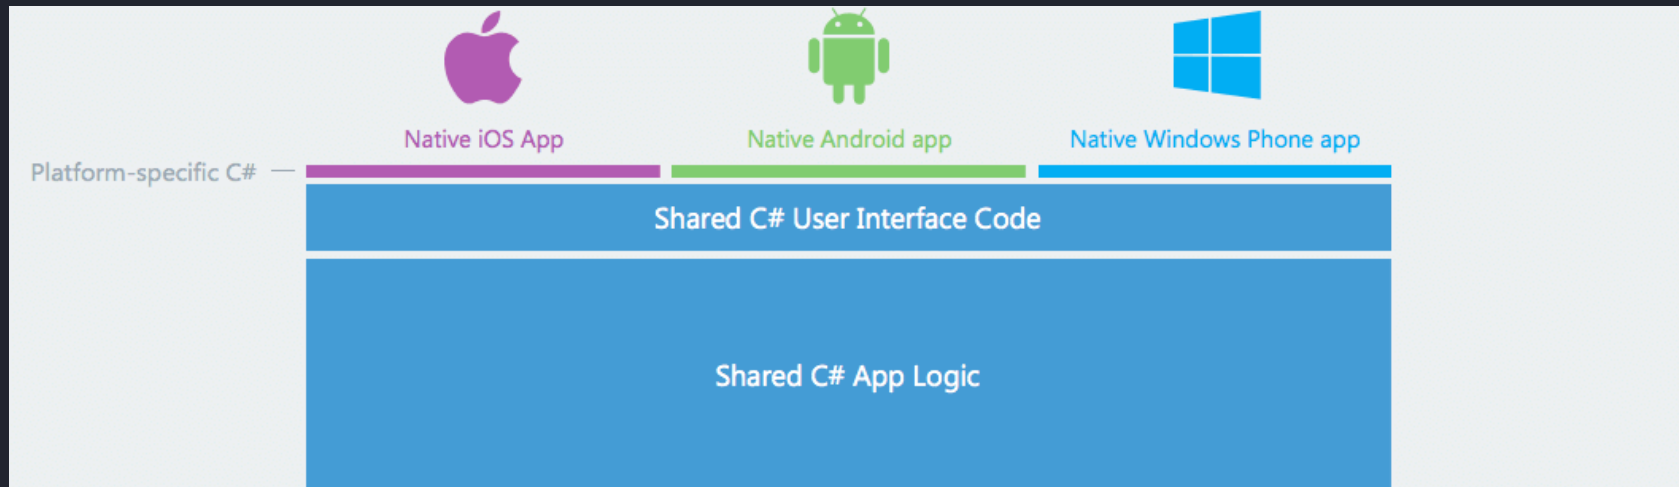 Native iOS App
Native Android app
Native Windows Phone app
Platform-specific C#
Shared C# User Interface Code
Shared C# App Logic